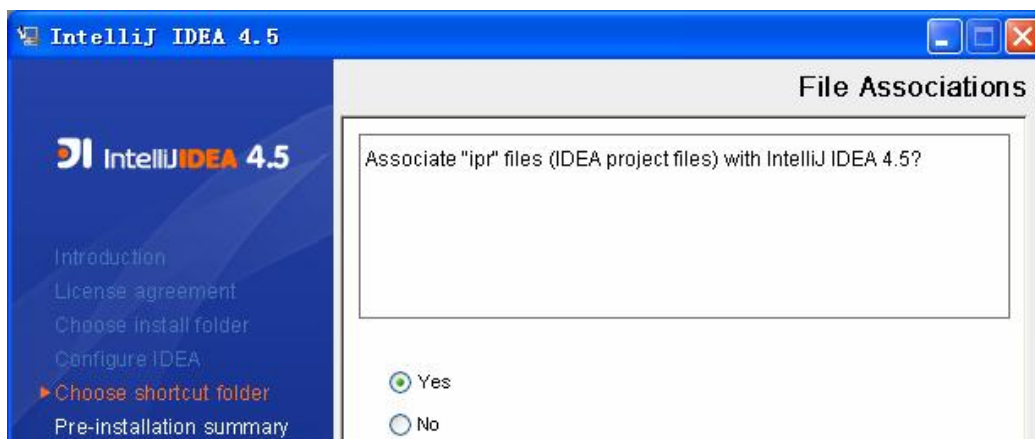 IntelliJ IDEA 4.5
File Associations
IntelliJIDEA 4.5
Associate "ipr" files (IDEA project files) with IntelliJ IDEA 4.5?
Introduction
License agreement
Choose install folder
Configure IDEA
Choose shortcut folder
Pre-installation summary
Yes
No